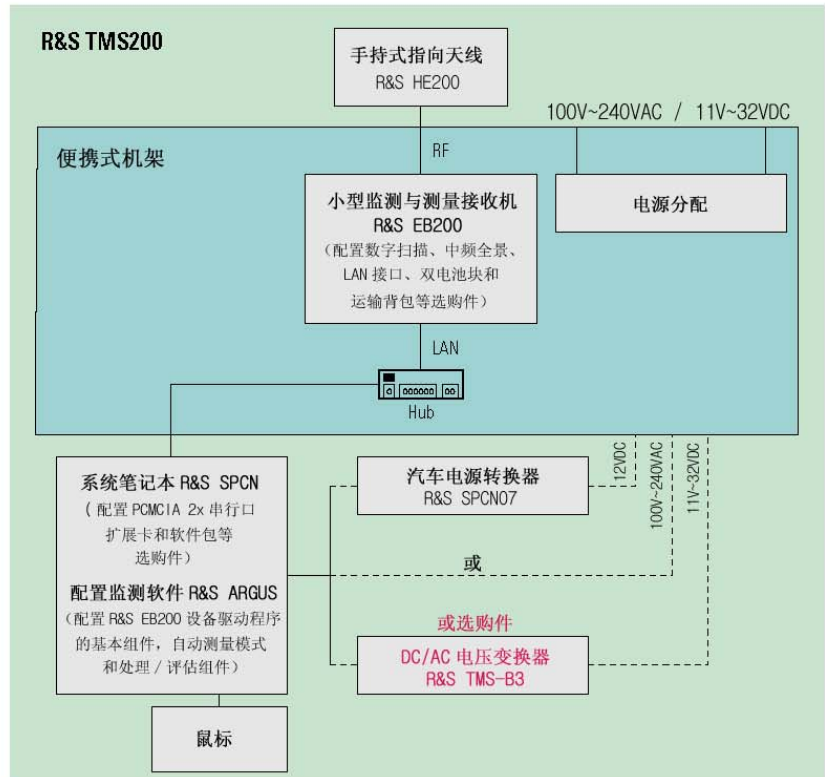 R&S TMS200
手持式指向天线
R&S HE200
100V~240VAC / 11V~32VDC
便携式机架
RF
小型监测与测量接收机
R&S EB200
（配置数字扫描、中频全景、
LAN 接口、双电池块和
运输背包等选购件）
电源分配
LAN
Hub
系统笔记本 R&S SPCN
（配置 PCMCIA 2x 串行口
扩展卡和软件包等
选购件）
配置监测软件 R&S ARGUS
（配置 R&S EB200 设备驱动程序
的基本组件，自动测量模式
和处理/评估组件）
鼠标
汽车电源转换器
R&S SPCN07
12VDC
100V~240VAC
11V~32VDC
或
或选购件
DC/AC 电压变换器
R&S TMS-B3